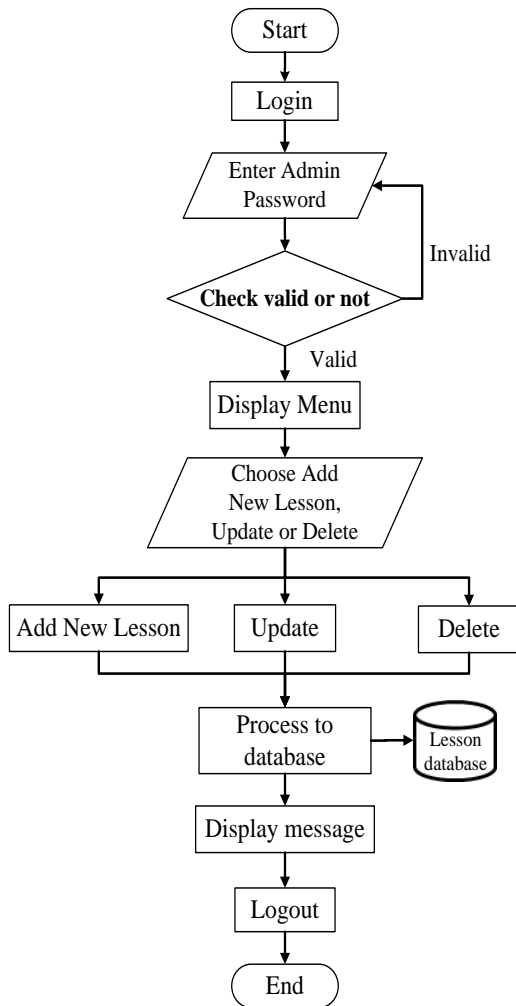 Start
Login
Enter Admin
Password
Invalid
Check valid or not
Valid
Display Menu
Choose Add
New Lesson,
Update or Delete
Add New Lesson
Update
Delete
Process to
database
Lesson
database
Display message
Logout
End